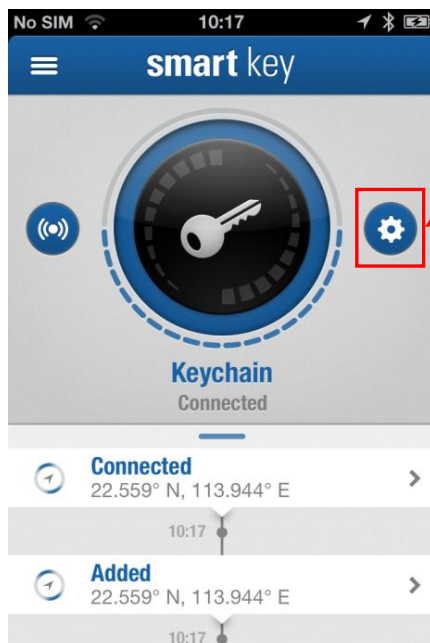 No SIM 10:17
smart key
Keychain
Connected
Connected
22.559° N, 113.944° E
10:17
Added
22.559° N, 113.944° E
10:17